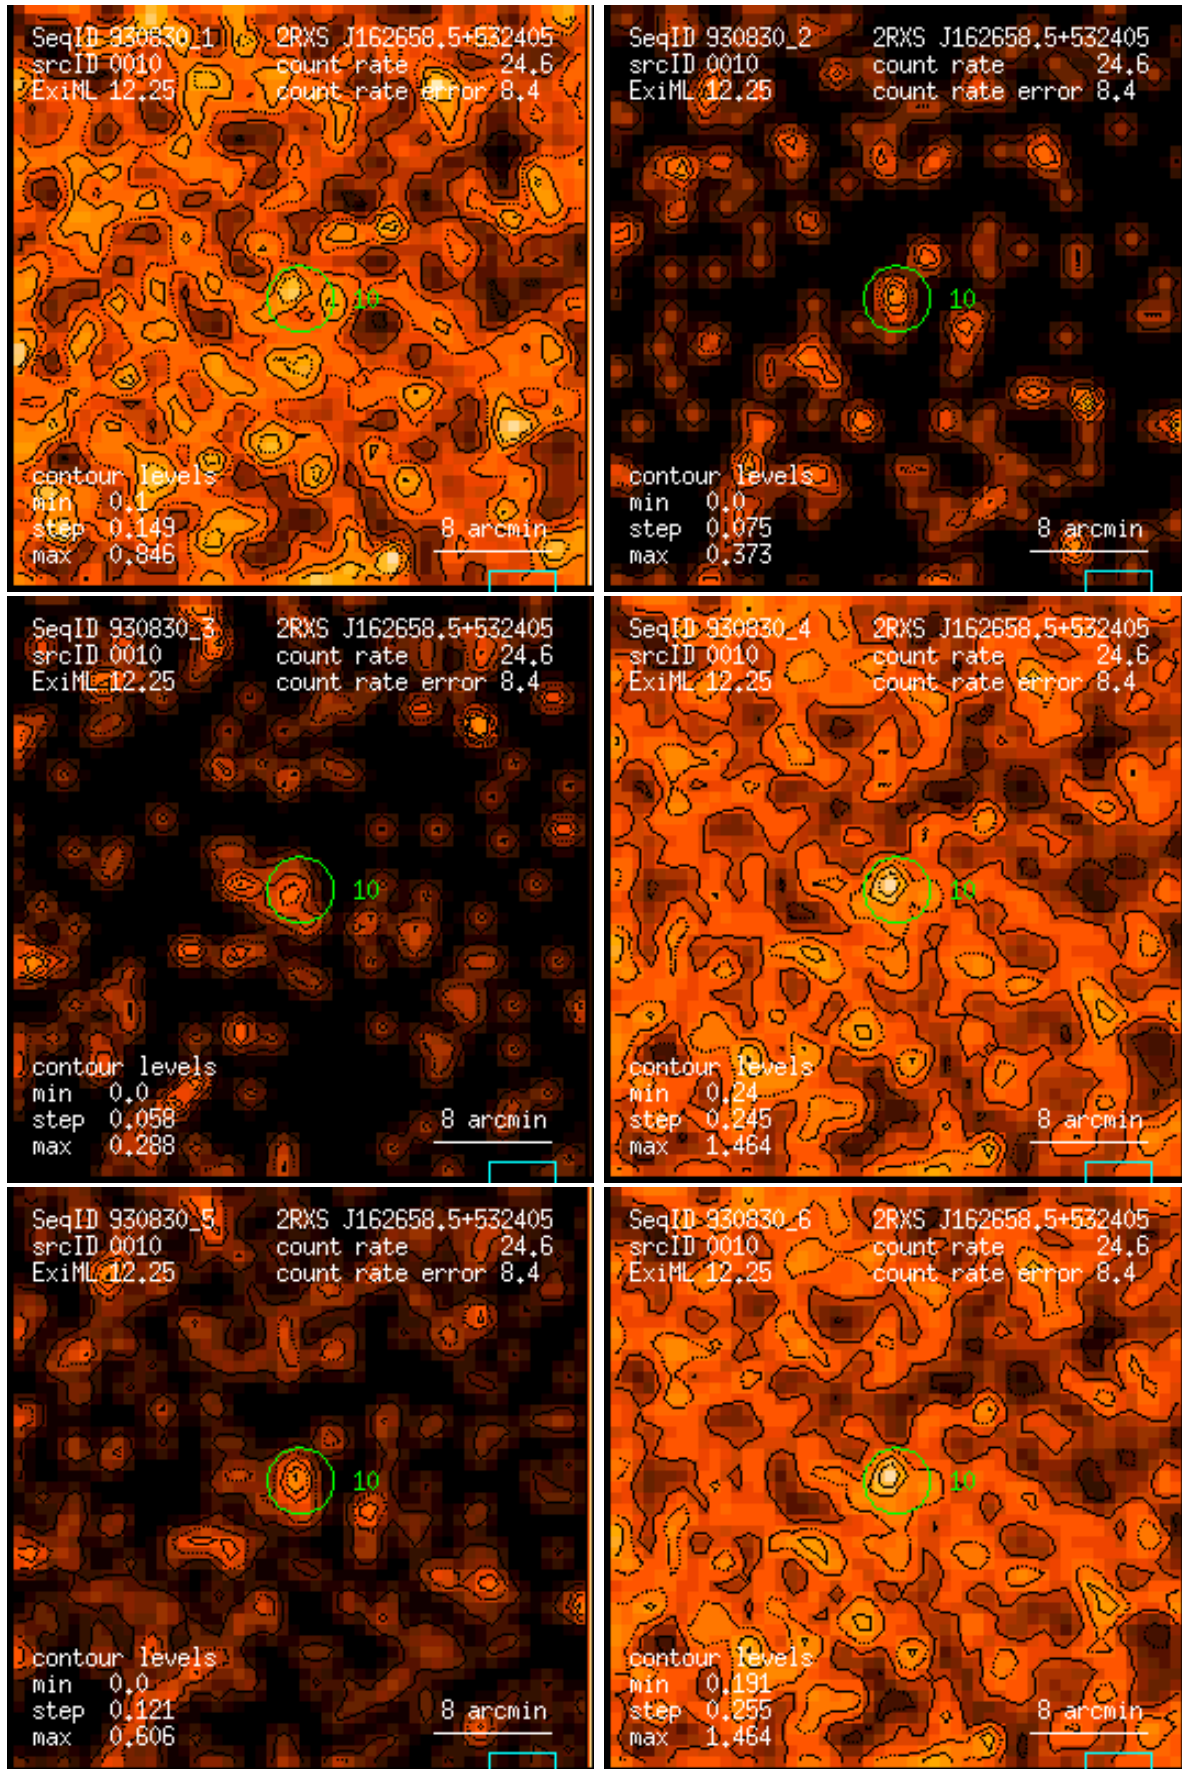 SeqID 930830_1 2RXS J162658.5+532405
srcID 0010 count rate 24.6
ExiML 12.25 count rate error 8.4
10
contour levels
min 0.1
step 0.149 8 arcmin
max 0.846
SeqID 930830_2 2RXS J162658.5+532405
srcID 0010 count rate 24.6
ExiML 12.25 count rate error 8.4
10
contour levels
min 0.0
step 0.075 8 arcmin
max 0.373
SeqID 930830_3 2RXS J162658.5+532405
srcID 0010 count rate 24.6
ExiML 12.25 count rate error 8.4
10
contour levels
min 0.0
step 0.058 8 arcmin
max 0.288
SeqID 930830_4 2RXS J162658.5+532405
srcID 0010 count rate 24.6
ExiML 12.25 count rate error 8.4
10
contour levels
min 0.24
step 0.245 8 arcmin
max 1.464
SeqID 930830_5 2RXS J162658.5+532405
srcID 0010 count rate 24.6
ExiML 12.25 count rate error 8.4
10
contour levels
min 0.0
step 0.121 8 arcmin
max 0.606
SeqID 930830_6 2RXS J162658.5+532405
srcID 0010 count rate 24.6
ExiML 12.25 count rate error 8.4
10
contour levels
min 0.191
step 0.255 8 arcmin
max 1.464